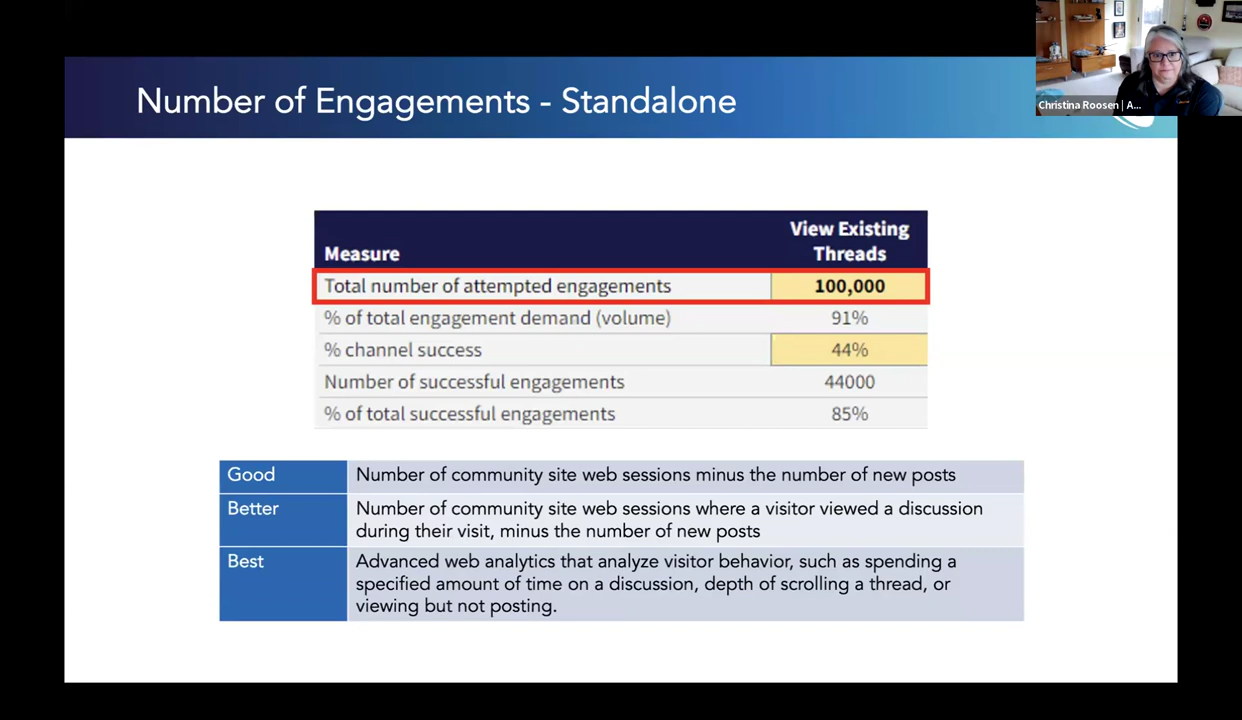 Number of Engagements - Standalone
Christina Roosen | A...
View Existing
Measure Threads
Total number of attempted engagements 100,000
% of total engagement demand (volume) 91%
% channel success 44%
Number of successful engagements 44000
% of total successful engagements 85%
Good Number of community site web sessions minus the number of new posts
Better Number of community site web sessions where a visitor viewed a discussion
during their visit, minus the number of new posts
Best Advanced web analytics that analyze visitor behavior, such as spending a
specified amount of time on a discussion, depth of scrolling a thread, or
viewing but not posting.